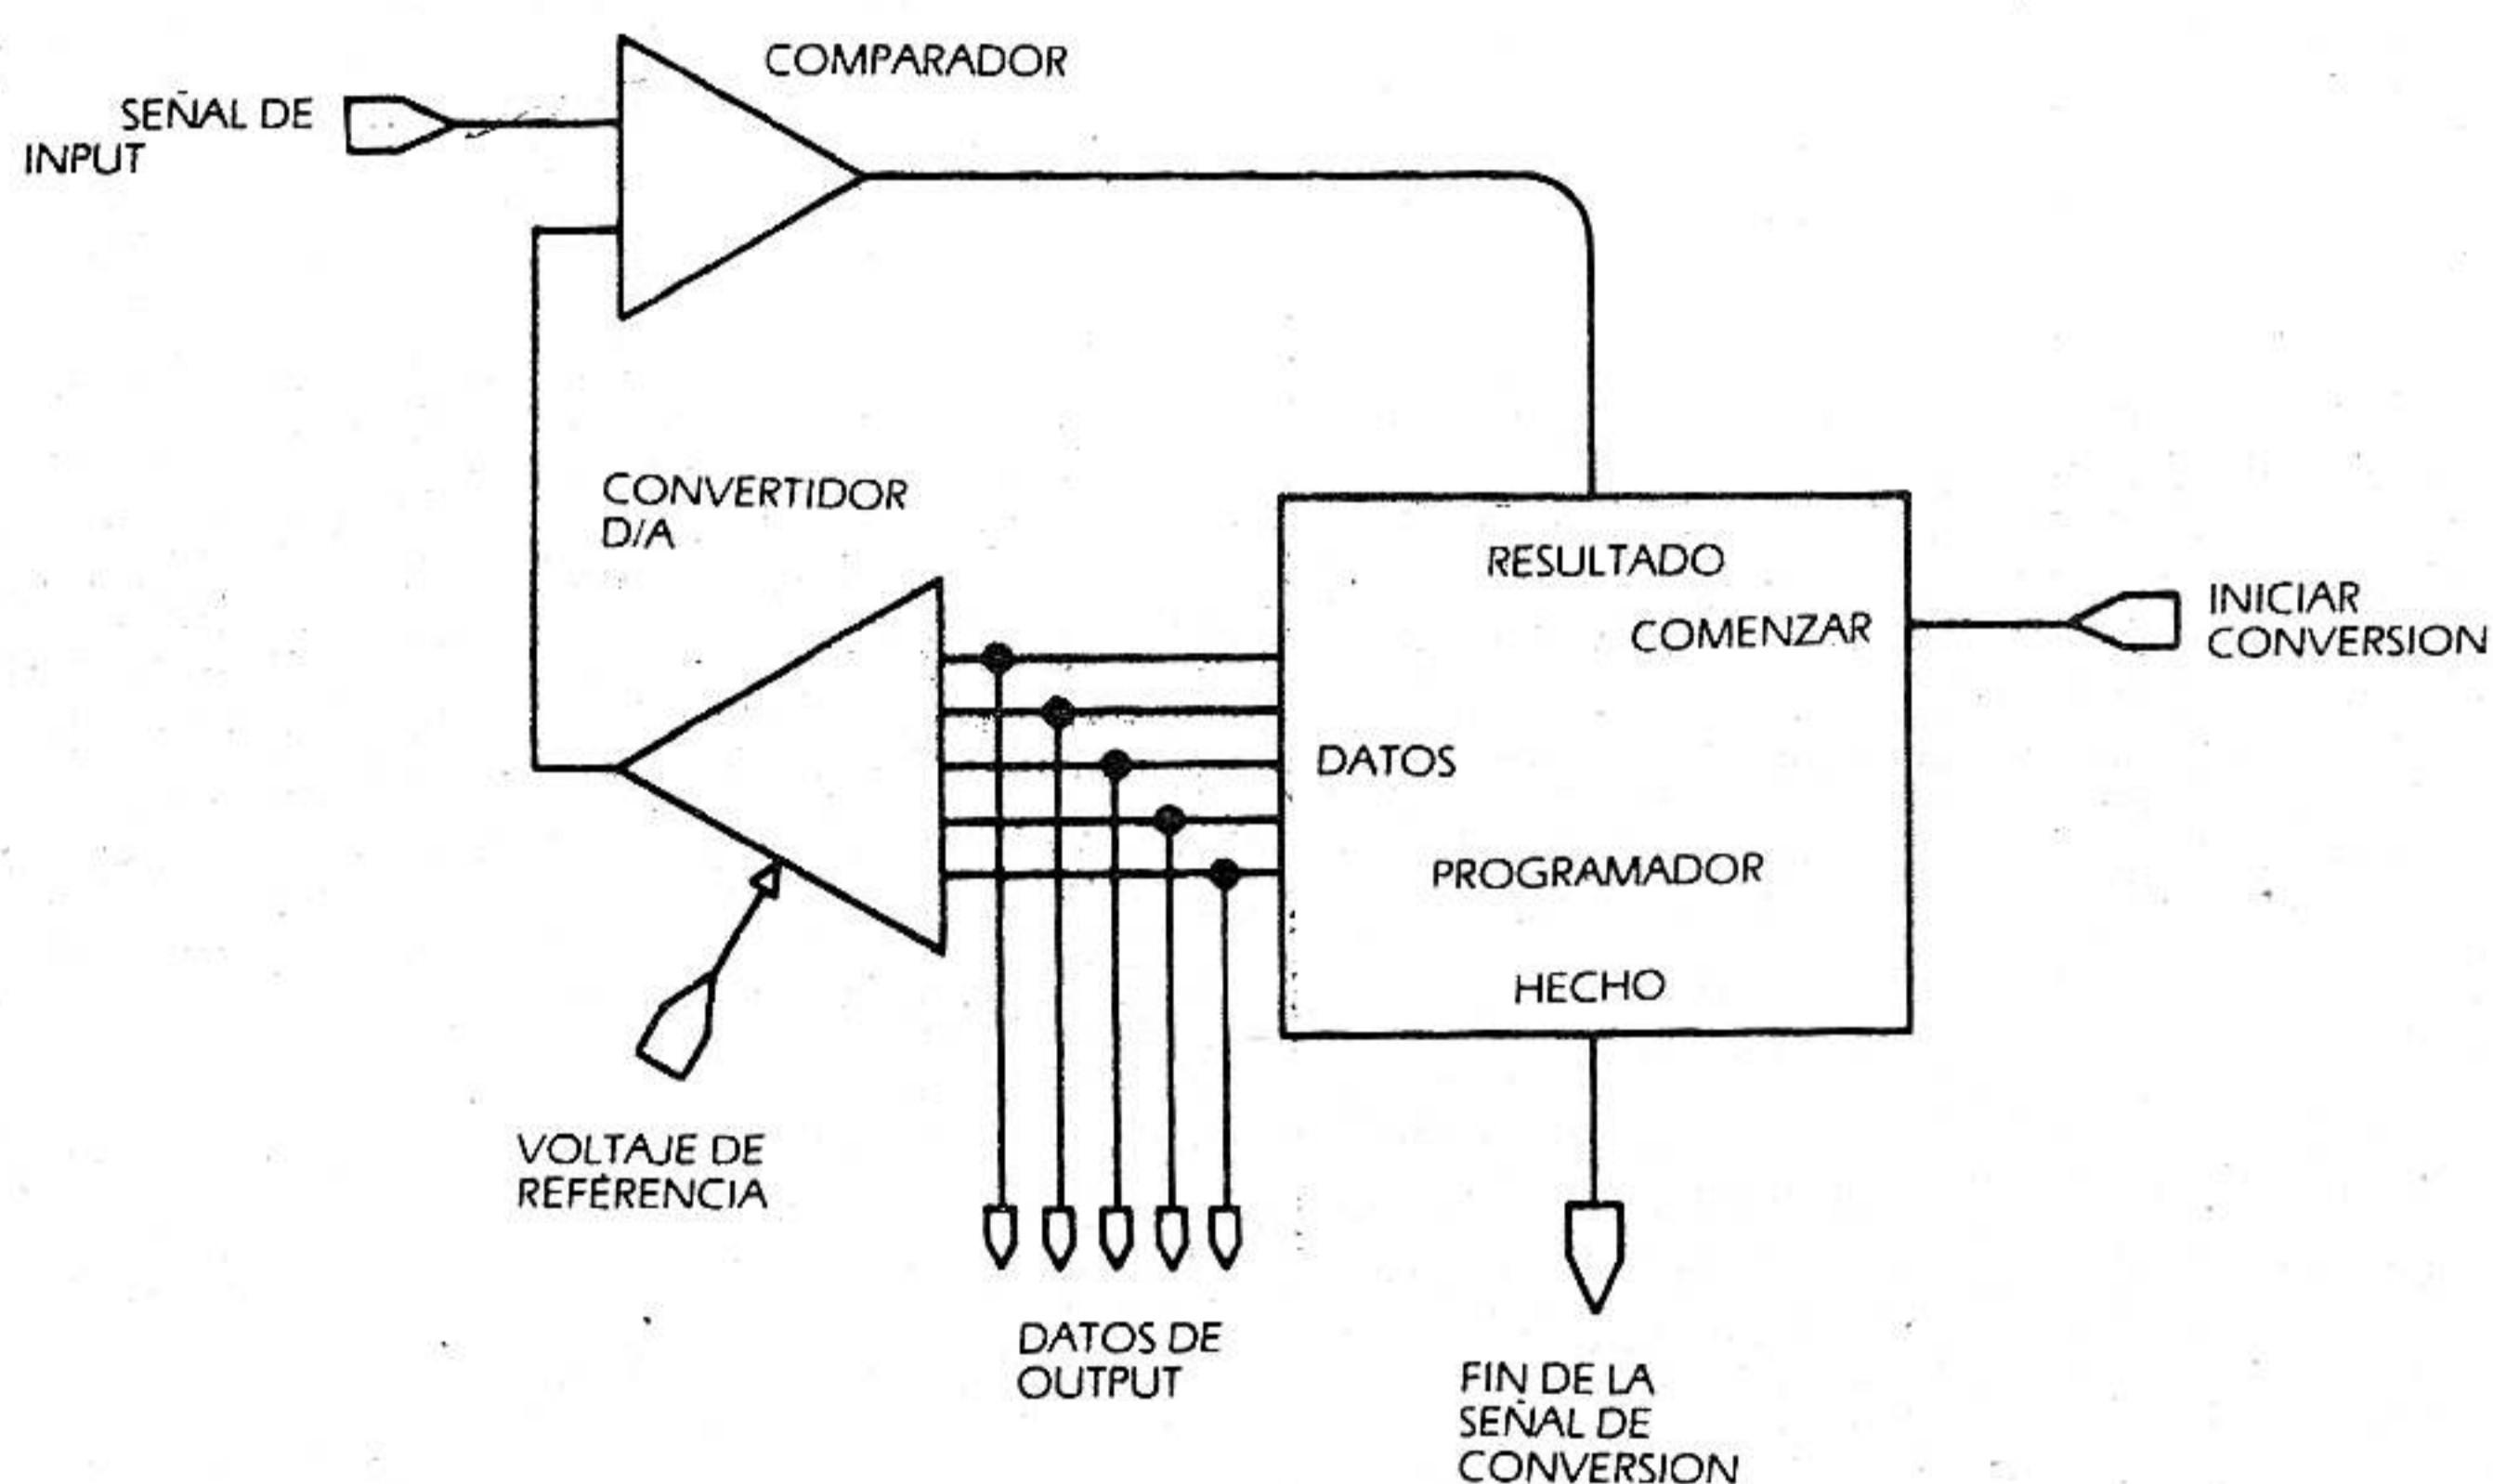 COMPARADOR
SEÑAL DE
INPUT
CONVERTIDOR
D/A
RESULTADO
COMENZAR
INICIAR
CONVERSION
DATOS
PROGRAMADOR
HECHO
VOLTAJE DE
REFERENCIA
DATOS DE
OUTPUT
FIN DE LA
SEÑAL DE
CONVERSION